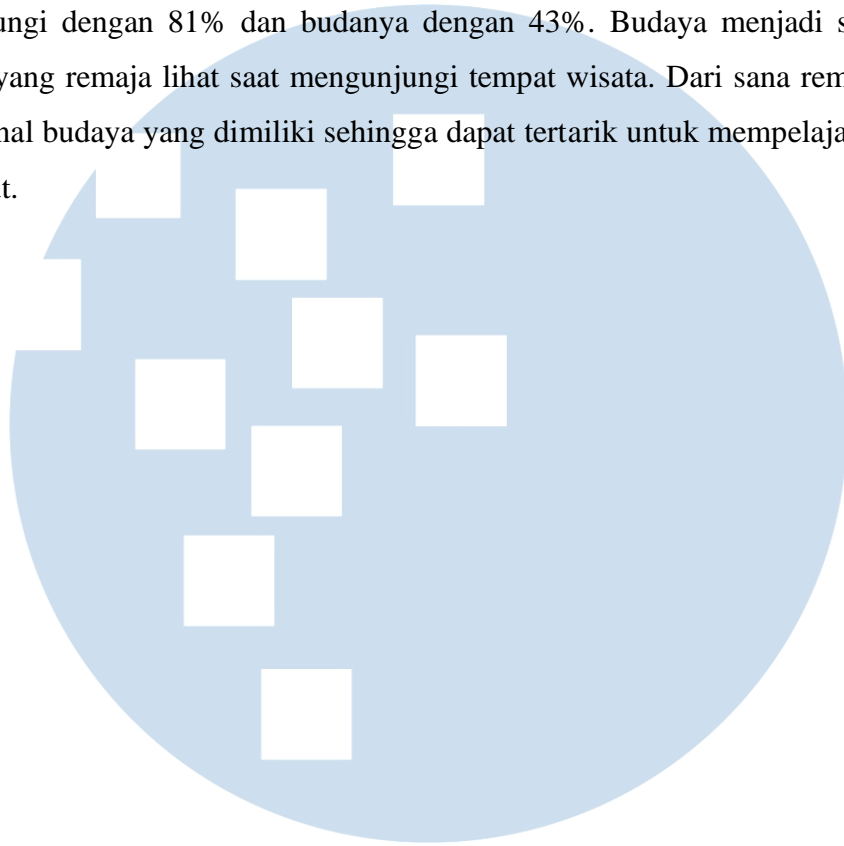 ungi dengan 81% dan budanya dengan 43%. Budaya menjadi s
yang remaja lihat saat mengunjungi tempat wisata. Dari sana rem
nal budaya yang dimiliki sehingga dapat tertarik untuk mempelaja
ut.